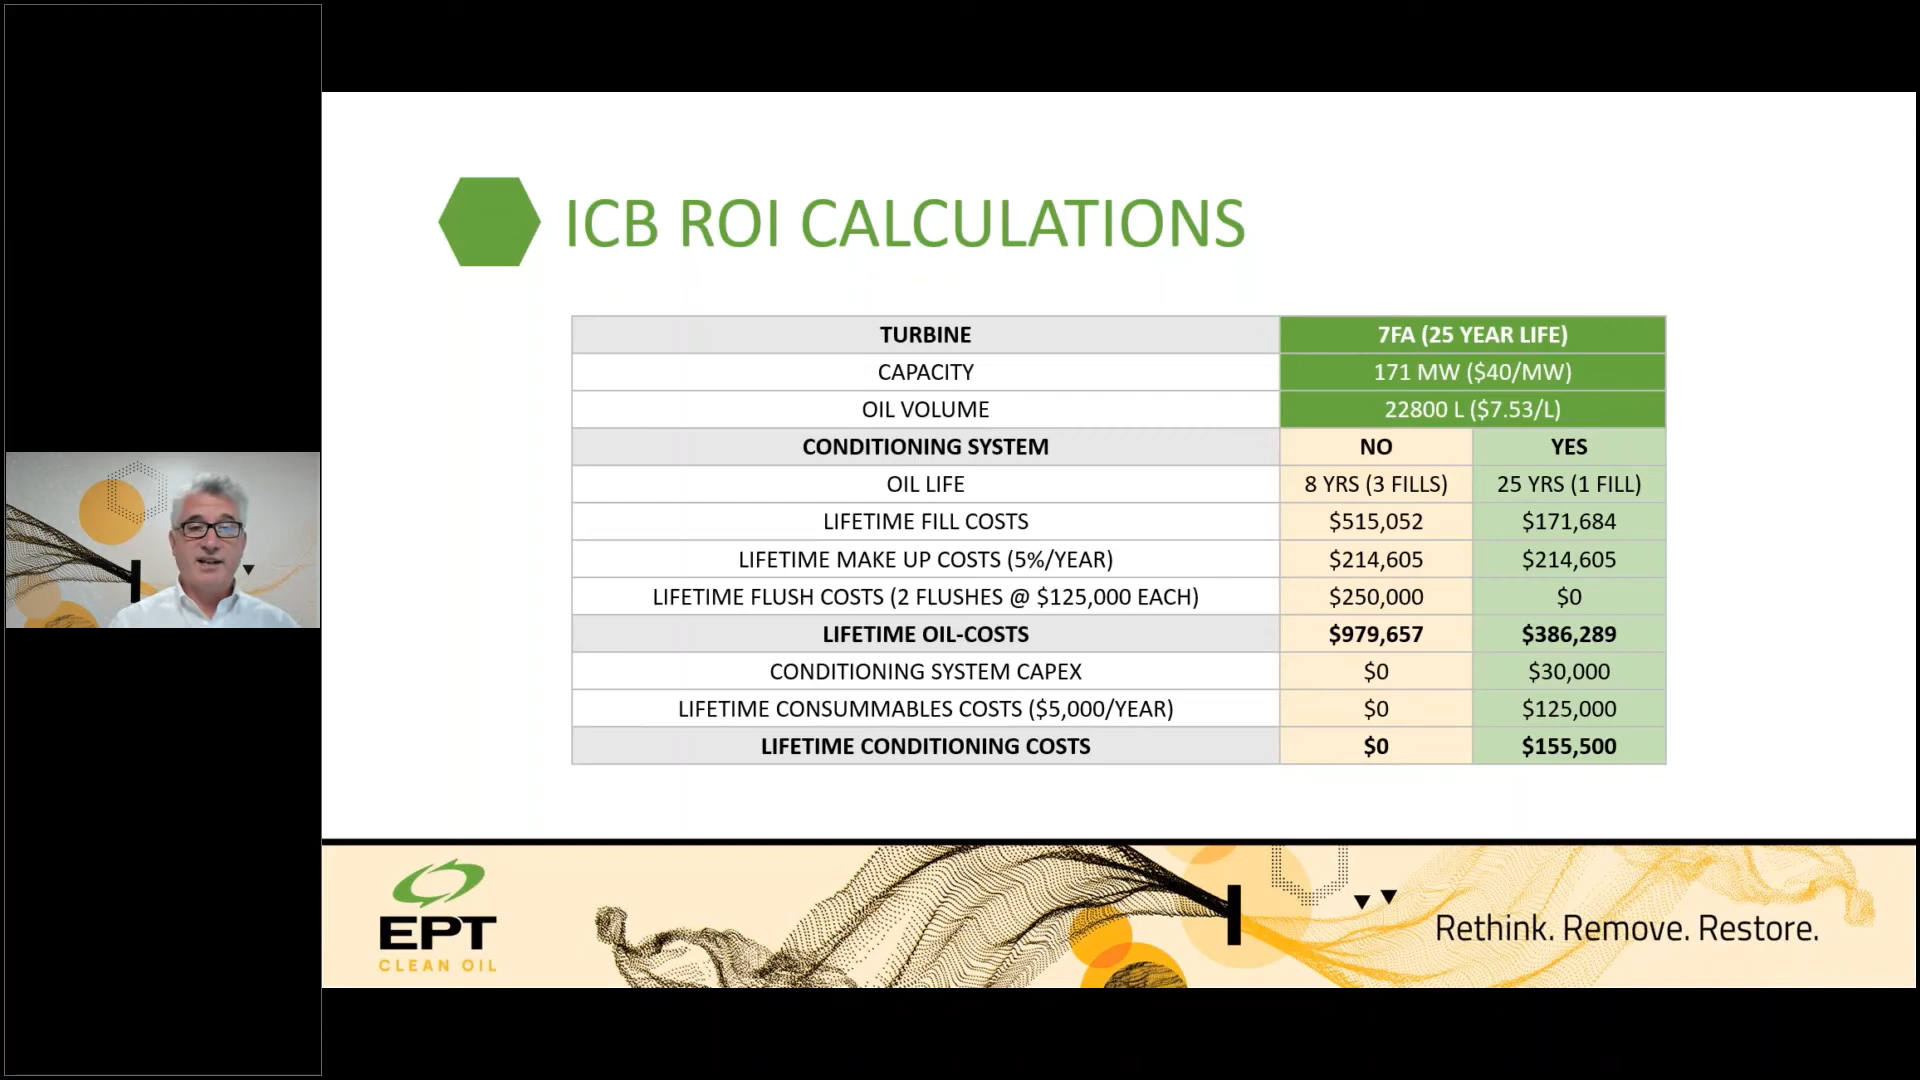 ICB ROI CALCULATIONS
TURBINE 7FA (25 YEAR LIFE)
CAPACITY 171 MW ($40/MW)
OIL VOLUME 22800 L ($7.53/L)
CONDITIONING SYSTEM NO YES
OIL LIFE 8 YRS (3 FILLS) 25 YRS (1 FILL)
LIFETIME FILL COSTS $515,052 $171,684
LIFETIME MAKE UP COSTS (5%/YEAR) $214,605 $214,605
LIFETIME FLUSH COSTS (2 FLUSHES @ $125,000 EACH) $250,000 $0
LIFETIME OIL-COSTS $979,657 $386,289
CONDITIONING SYSTEM CAPEX $0 $30,000
LIFETIME CONSUMMABLES COSTS ($5,000/YEAR) $0 $125,000
LIFETIME CONDITIONING COSTS $0 $155,500
EPT
CLEAN OIL
Rethink. Remove. Restore.